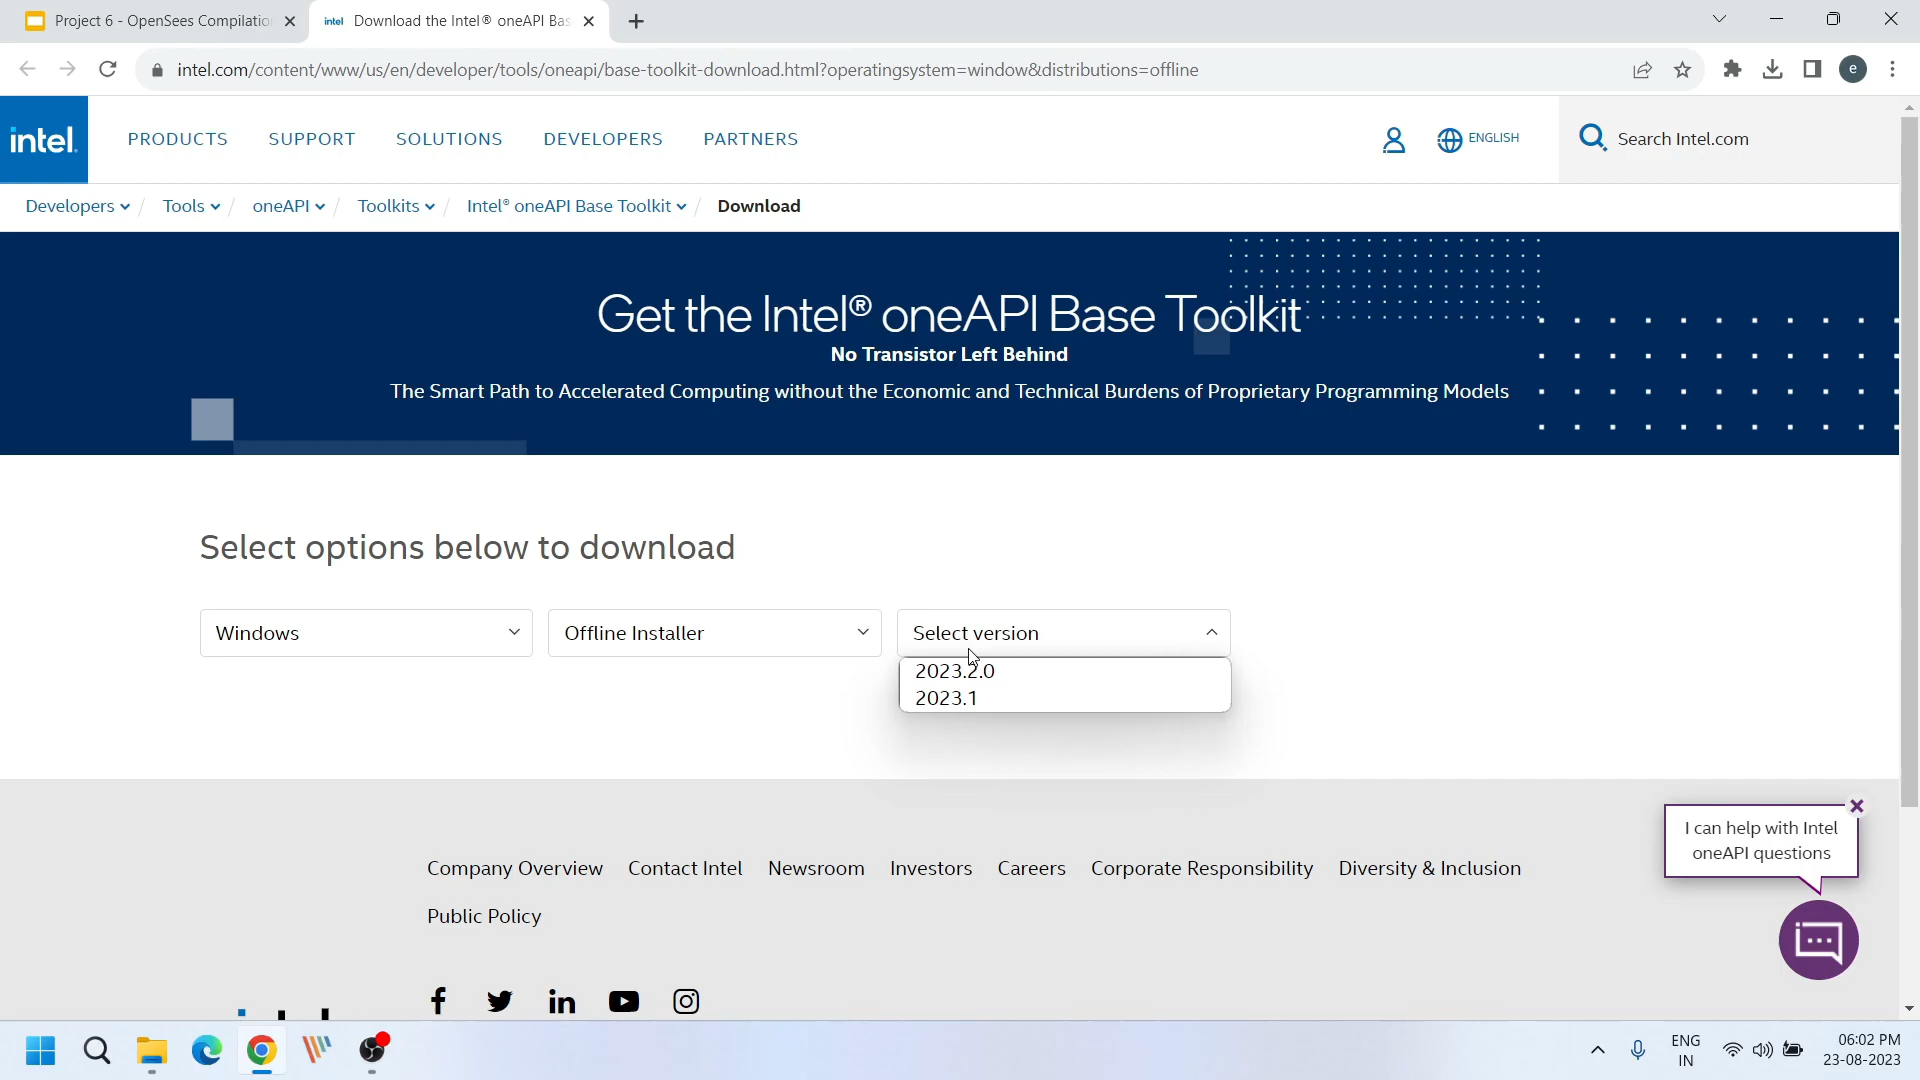 Project 6 - OpenSees Compilatio
intel Download the Intel® oneAPI Bas
intel.com/content/www/us/en/developer/tools/oneapi/base-toolkit-download.html?operatingsystem=window&distributions=offline
e
intel.
PRODUCTS SUPPORT SOLUTIONS DEVELOPERS PARTNERS
ENGLISH
Search Intel.com
Developers / Tools / oneAPI / Toolkits / Intel® oneAPI Base Toolkit / Download
Get the Intel® oneAPI Base Toolkit
No Transistor Left Behind
The Smart Path to Accelerated Computing without the Economic and Technical Burdens of Proprietary Programming Models
Select options below to download
Windows Offline Installer Select version
2023.2.0
2023.1
I can help with Intel
oneAPI questions
Company Overview Contact Intel Newsroom Investors Careers Corporate Responsibility Diversity & Inclusion
Public Policy
ENG
IN
06:02 PM
23-08-2023